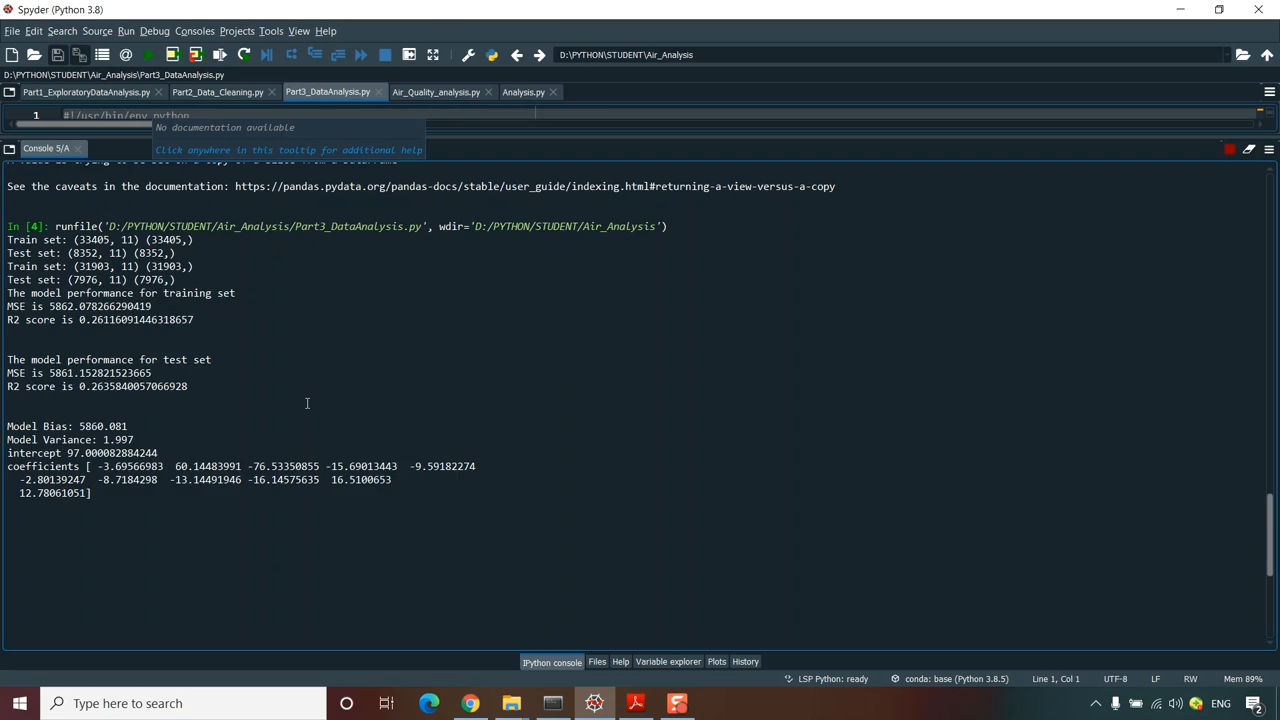 Spyder (Python 3.8)
File Edit Search Source Run Debug Consoles Projects Tools View Help
D:\PYTHON\STUDENT\Air_Analysis
D:\PYTHON\STUDENT\Air_Analysis\Part3_DataAnalysis.py
Part1_ExploratoryDataAnalysis.py Part2_Data_Cleaning.py Part3_DataAnalysis.py Air_Quality_analysis.py Analysis.py
1 #!/usr/bin/env python
No documentation available
Click anywhere in this tooltip for additional help
Console 5/A
See the caveats in the documentation: https://pandas.pydata.org/pandas-docs/stable/user_guide/indexing.html#returning-a-view-versus-a-copy
In [4]: runfile('D:/PYTHON/STUDENT/Air_Analysis/Part3_DataAnalysis.py', wdir='D:/PYTHON/STUDENT/Air_Analysis')
Train set: (33405, 11) (33405,)
Test set: (8352, 11) (8352,)
Train set: (31903, 11) (31903,)
Test set: (7976, 11) (7976,)
The model performance for training set
MSE is 5862.078266290419
R2 score is 0.26116091446318657
The model performance for test set
MSE is 5861.152821523665
R2 score is 0.2635840057066928
Model Bias: 5860.081
Model Variance: 1.997
intercept 97.000082884244
coefficients [ -3.69566983 60.14483991 -76.53350855 -15.69013443 -9.59182274
-2.80139247 -8.7184298 -13.14491946 -16.14575635 16.5100653
12.78061051]
IPython console Files Help Variable explorer Plots History
LSP Python: ready conda: base (Python 3.8.5) Line 1, Col 1 UTF-8 LF RW Mem 89%
Type here to search
ENG
2